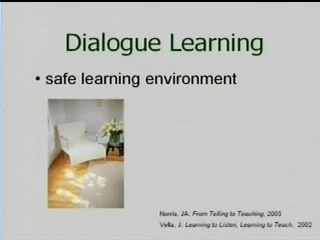 Dialogue Learning
• safe learning environment
Norris, JA. From Telling to Teaching, 2003
Vella, J. Learning to Listen, Learning to Teach. 2002